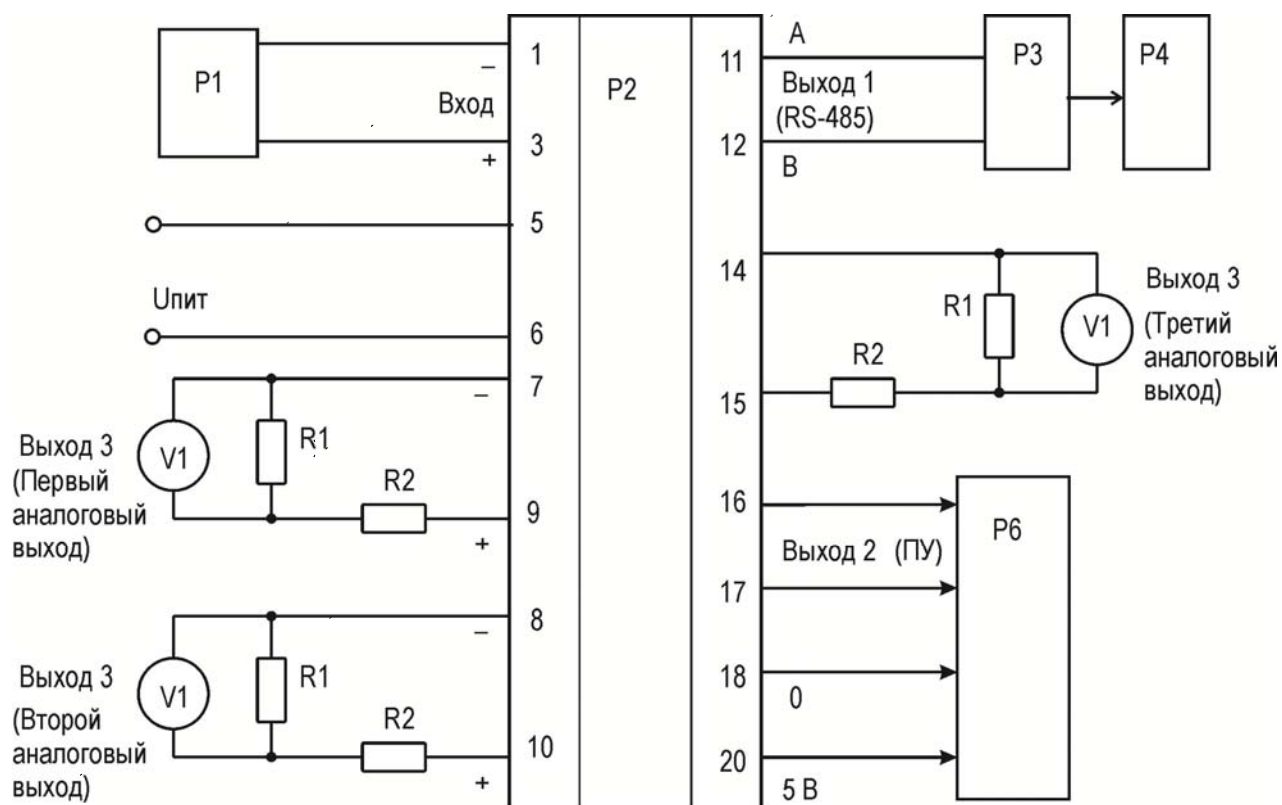 P1
–
Вход
+
Uпит
1
3
5
6
7
–
V1
R1
R2
9
+
Выход 3
(Первый
аналоговый
выход)
8
–
V1
R1
R2
10
+
Выход 3
(Второй
аналоговый
выход)
P2
11
A
Выход 1
(RS-485)
12
B
P3
P4
14
R1
V1
R2
15
Выход 3
(Третий
аналоговый
выход)
16
Выход 2 (ПУ)
17
18
0
20
5 В
P6